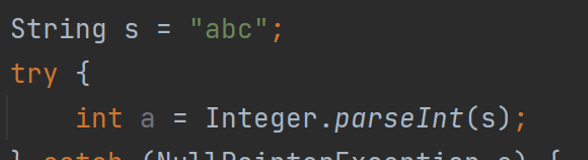 String s = "abc";
try {
int a = Integer.parseInt(s);
} catch (NullPointerException e) {